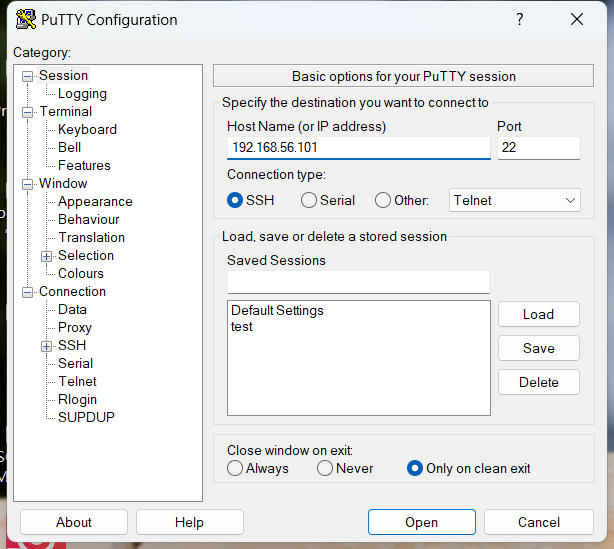 PuTTY Configuration
?
Category:
Session
Logging
Terminal
Keyboard
Bell
Features
Window
Appearance
Behaviour
Translation
Selection
Colours
Connection
Data
Proxy
SSH
Serial
Telnet
Rlogin
SUPDUP
Basic options for your PuTTY session
Specify the destination you want to connect to
Host Name (or IP address) Port
192.168.56.101 22
Connection type:
SSH Serial Other: Telnet
Load, save or delete a stored session
Saved Sessions
Default Settings
test
Load
Save
Delete
Close window on exit:
Always Never Only on clean exit
About Help Open Cancel